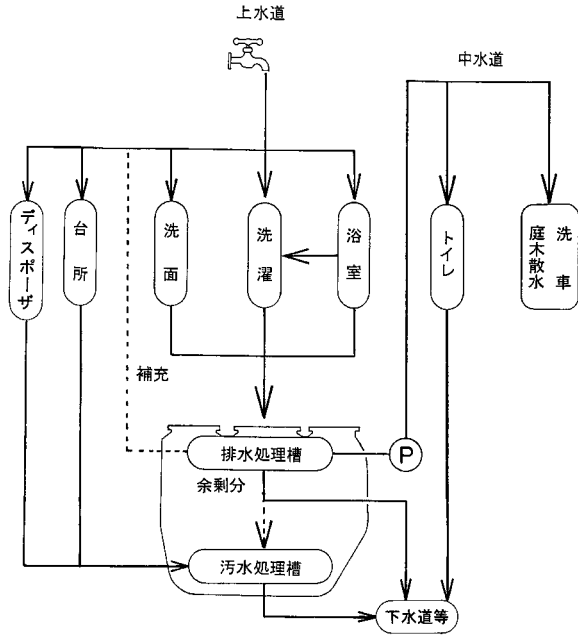 上水道
中水道
ディスポーザ
台所
洗面
洗濯
浴室
トイレ
洗車
庭木散水
補充
排水処理槽
P
余剰分
汚水処理槽
下水道等